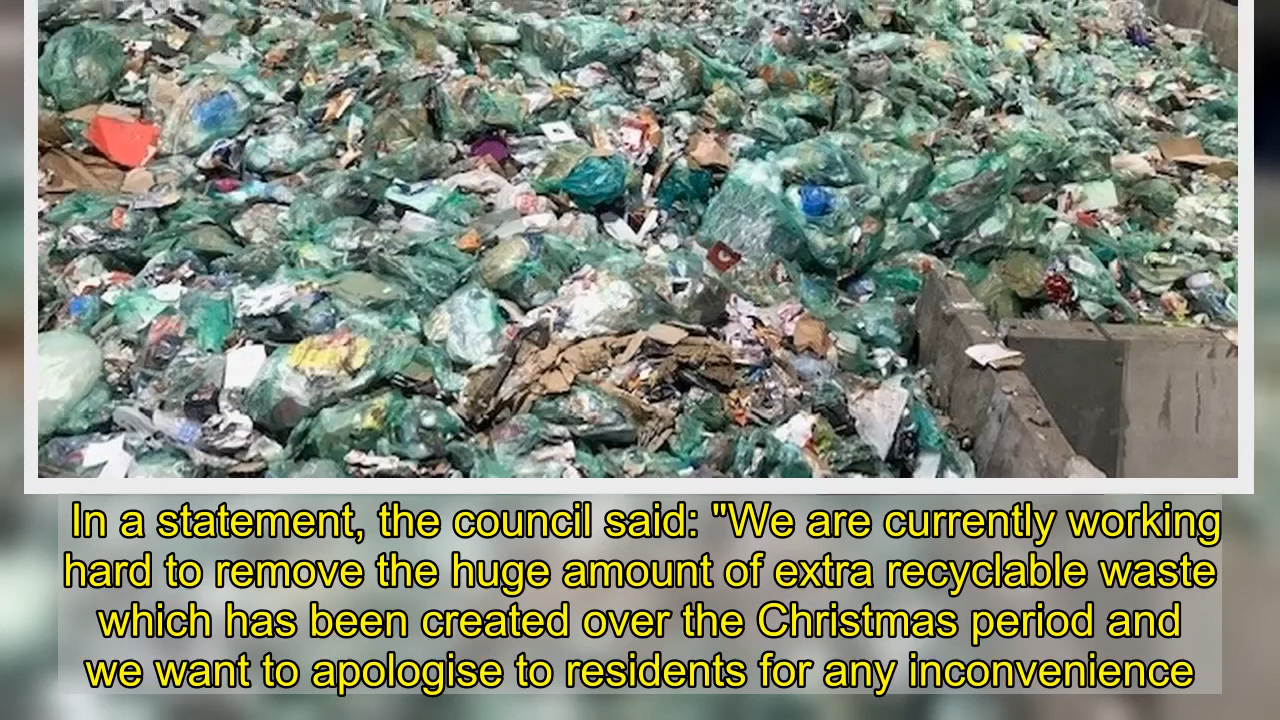 In a statement, the council said: "We are currently working
hard to remove the huge amount of extra recyclable waste
which has been created over the Christmas period and
we want to apologise to residents for any inconvenience